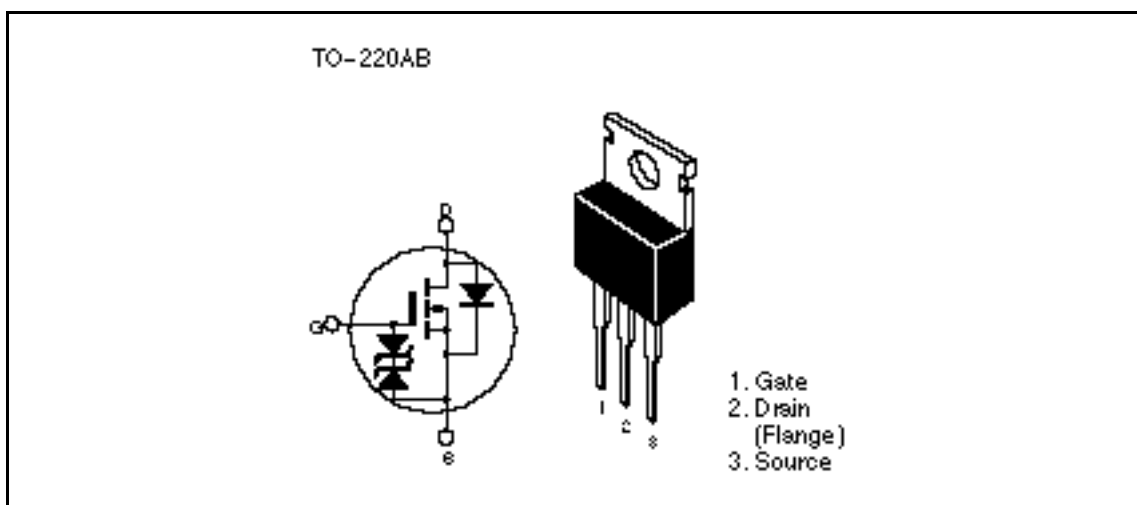 TO-220AB
D
G
S
1
2
3
1. Gate
2. Drain
(Flange)
3. Source